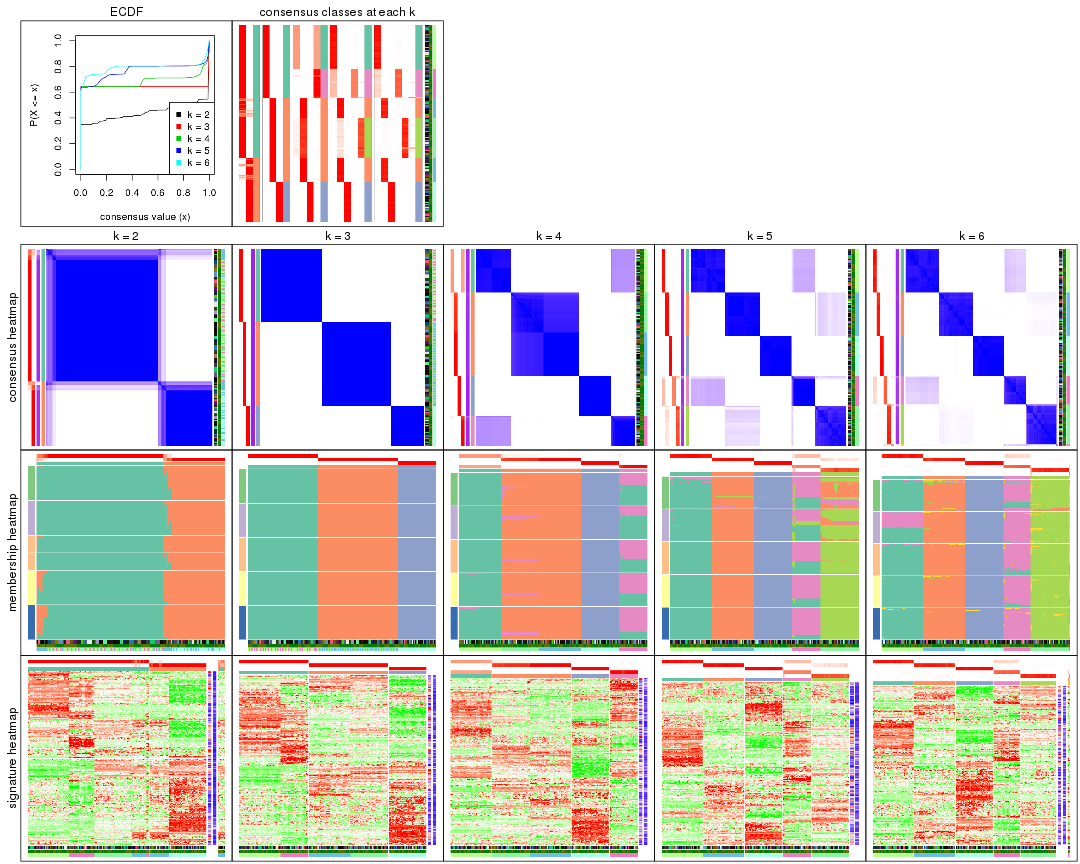 ECDF
consensus classes at each k
P(X <= x)
0.0 0.2 0.4 0.6 0.8 1.0
k = 2
k = 3
k = 4
k = 5
k = 6
0.0 0.2 0.4 0.6 0.8 1.0
consensus value (x)
k = 2
k = 3
k = 4
k = 5
k = 6
consensus heatmap
membership heatmap
signature heatmap